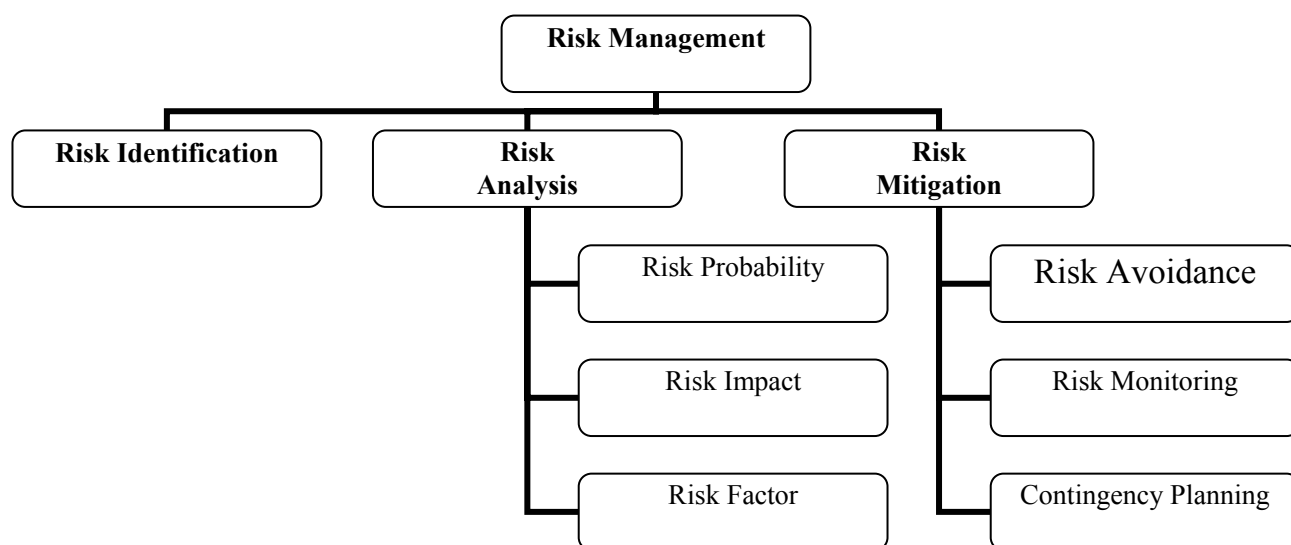 Risk Management
Risk Identification
Risk
Analysis
Risk
Mitigation
Risk Probability
Risk Avoidance
Risk Impact
Risk Monitoring
Risk Factor
Contingency Planning